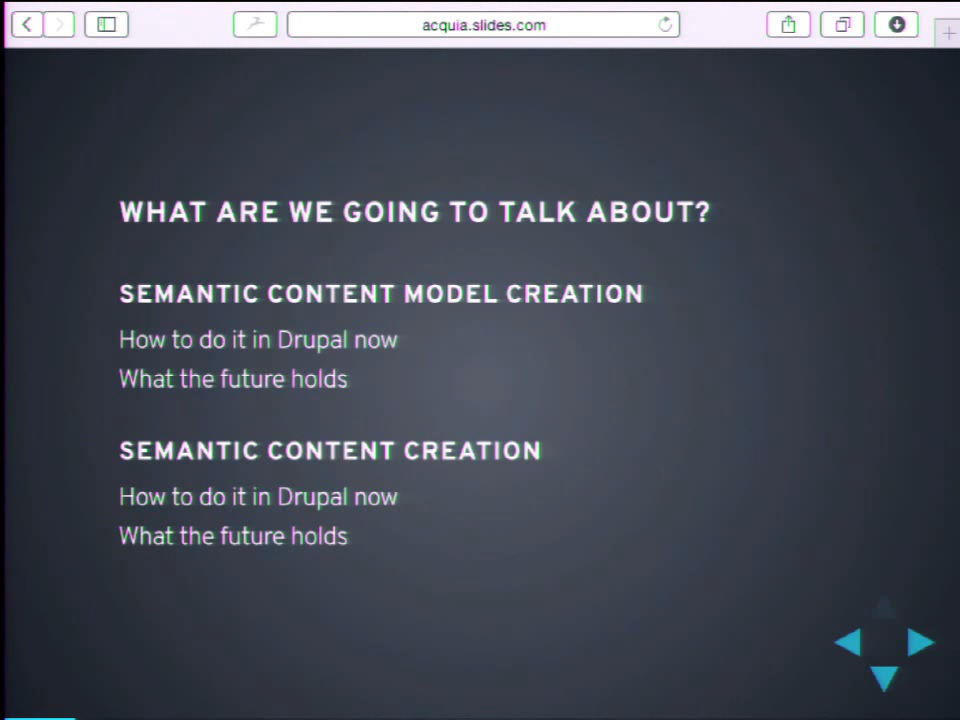 acquia.slides.com
WHAT ARE WE GOING TO TALK ABOUT?
SEMANTIC CONTENT MODEL CREATION
How to do it in Drupal now
What the future holds
SEMANTIC CONTENT CREATION
How to do it in Drupal now
What the future holds